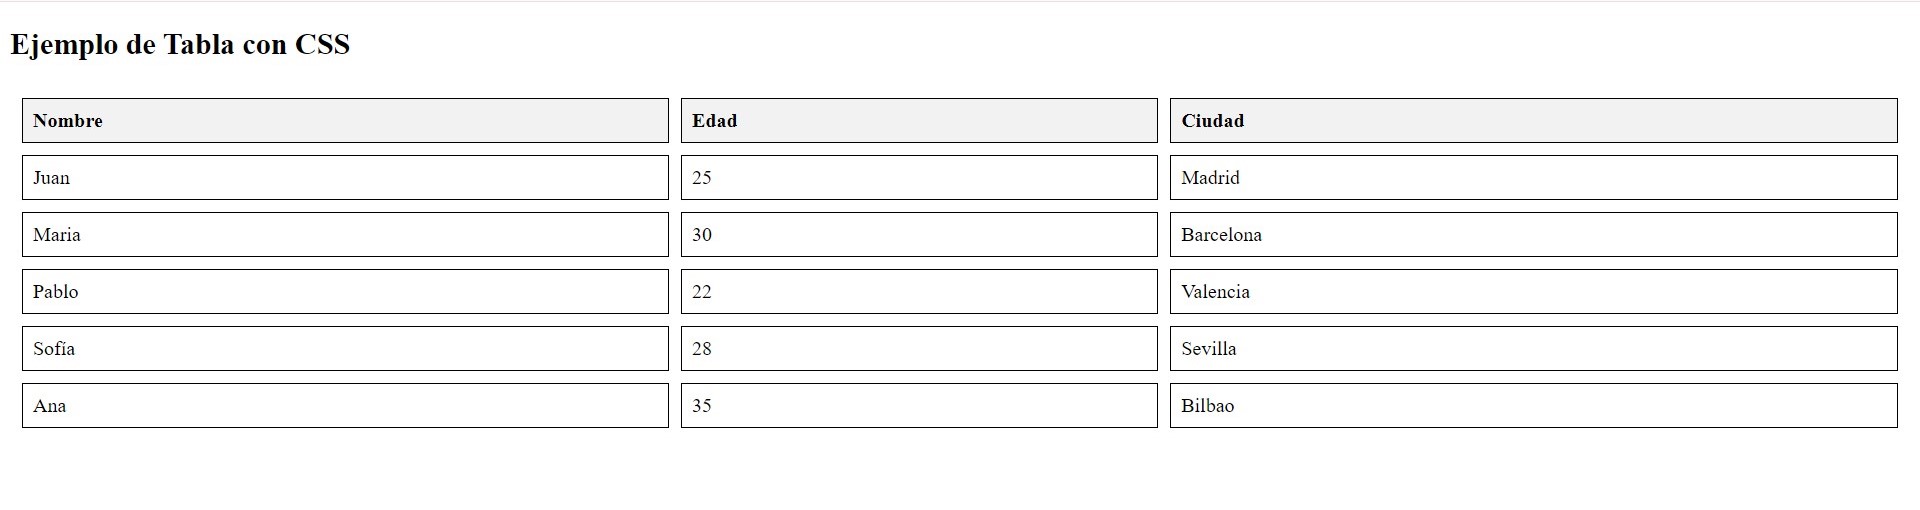 Ejemplo de Tabla con CSS
Nombre Edad Ciudad
Juan 25 Madrid
Maria 30 Barcelona
Pablo 22 Valencia
Sofía 28 Sevilla
Ana 35 Bilbao